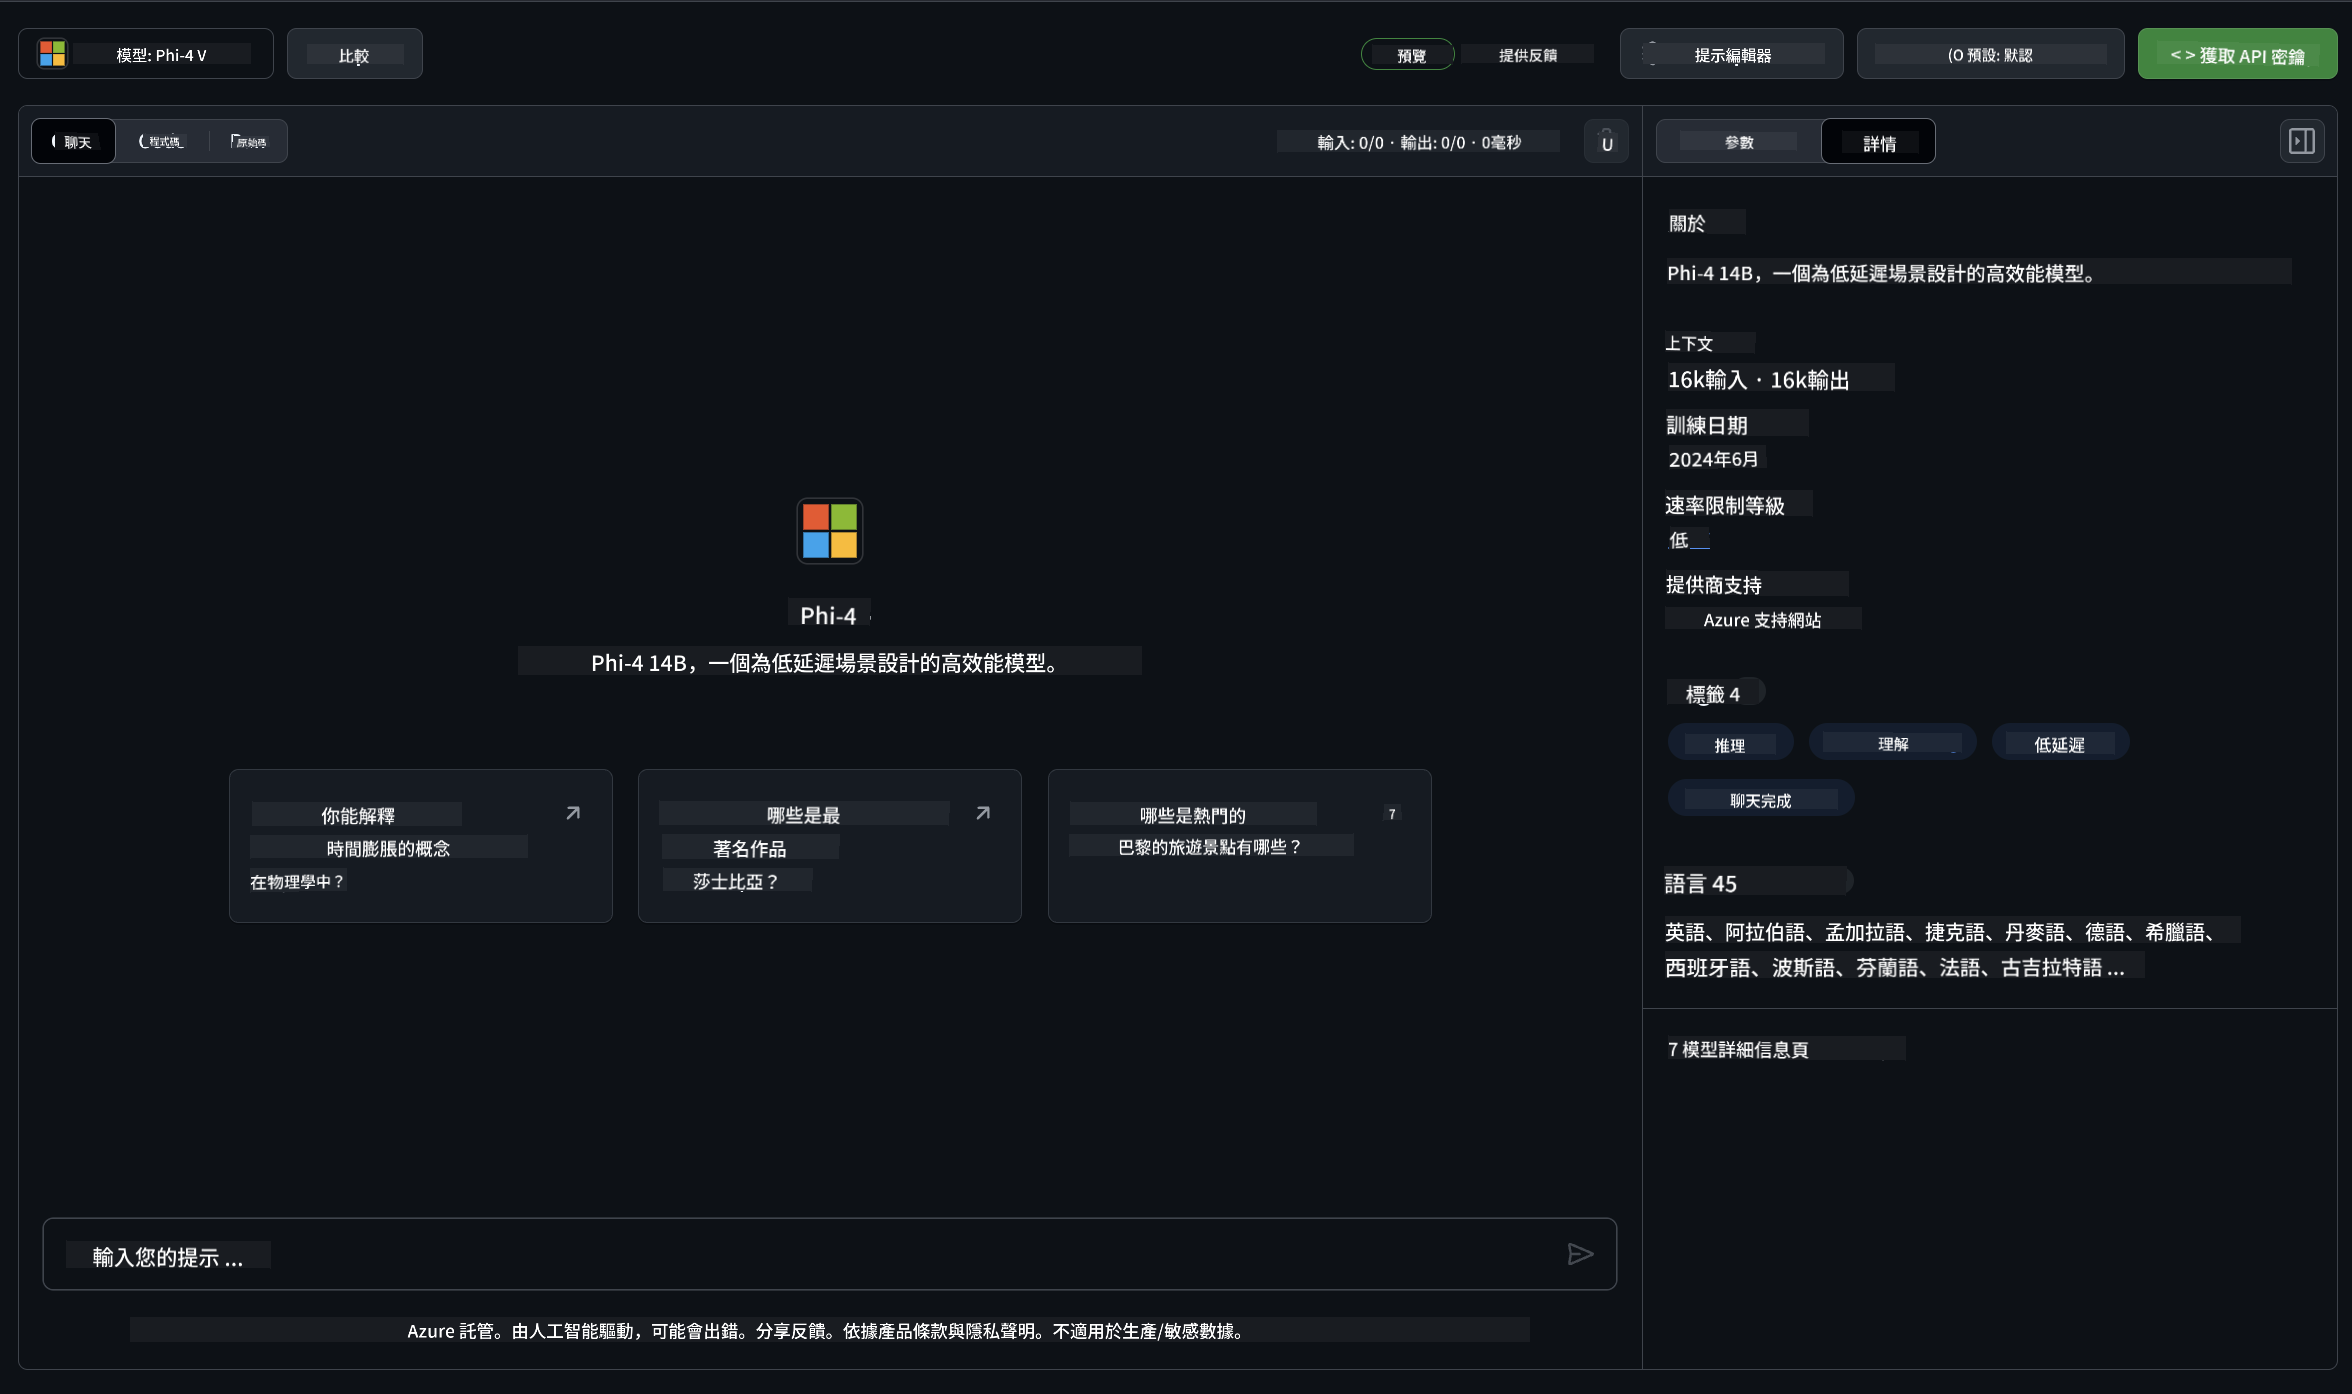 模型: Phi-4 V
比較
預覽
提供反饋
提示編輯器
(O 預設: 默認
< > 獲取 API 密鑰
聊天
程式碼
原始碼
輸入: 0/0 · 輸出: 0/0 · 0毫秒
U
參數
詳情
Phi-4
Phi-4 14B，一個為低延遲場景設計的高效能模型。
你能解釋
時間膨脹的概念
在物理學中？
哪些是最
著名作品
莎士比亞？
哪些是熱門的
7
巴黎的旅遊景點有哪些？
輸入您的提示 ...
Azure 託管。由人工智能驅動，可能會出錯。分享反饋。依據產品條款與隱私聲明。不適用於生產/敏感數據。
關於
Phi-4 14B，一個為低延遲場景設計的高效能模型。
上下文
16k輸入 · 16k輸出
訓練日期
2024年6月
速率限制等級
低
提供商支持
Azure 支持網站
標籤 4
推理
理解
低延遲
聊天完成
語言 45
英語、阿拉伯語、孟加拉語、捷克語、丹麥語、德語、希臘語、
西班牙語、波斯語、芬蘭語、法語、古吉拉特語 ...
7 模型詳細信息頁